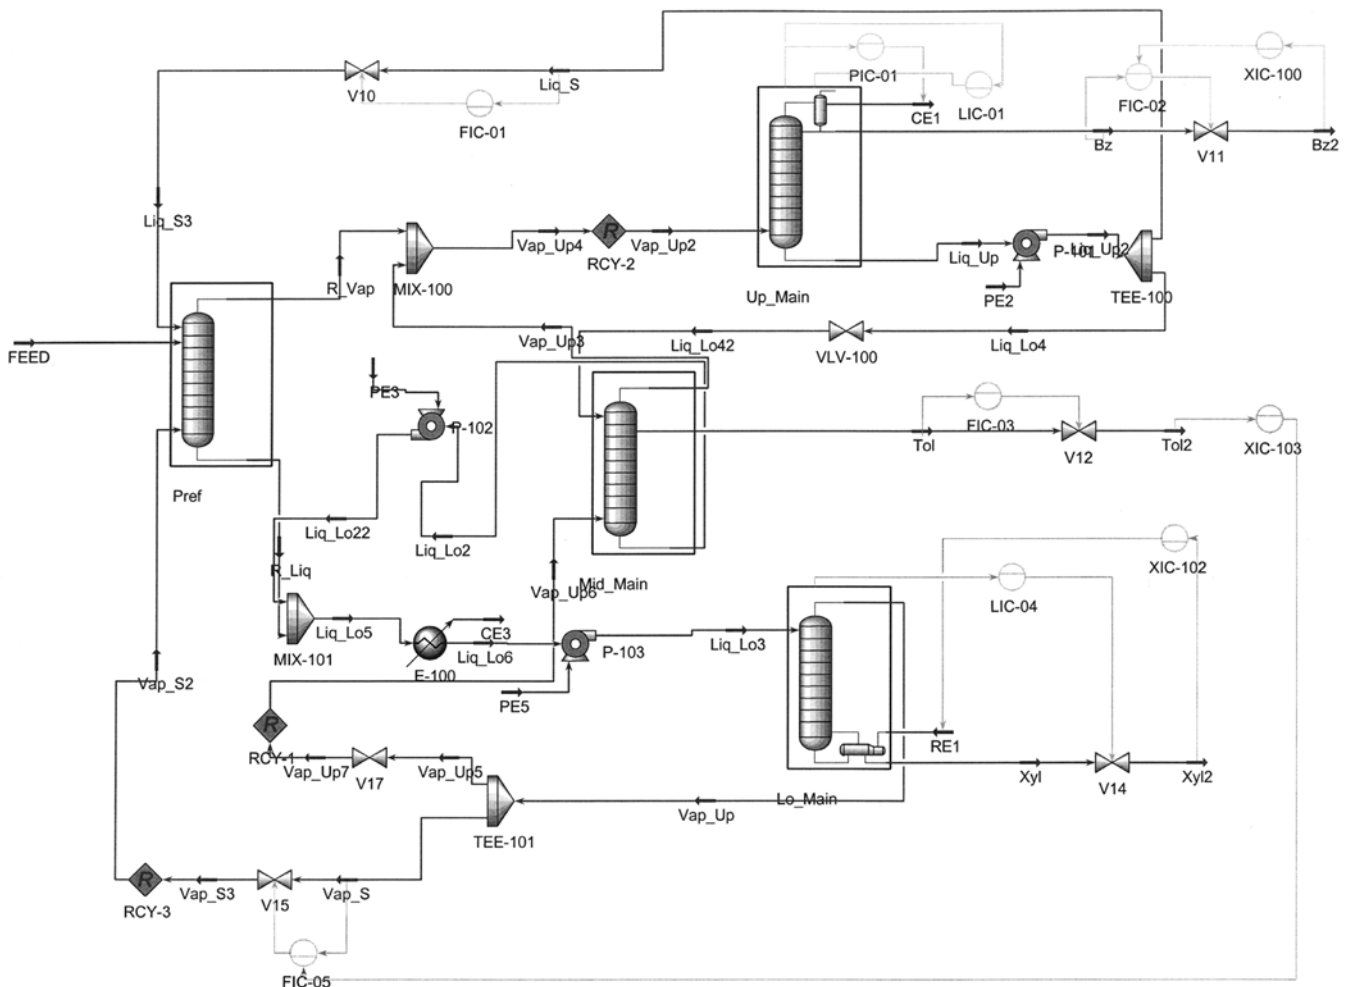 PIC-01
XIC-100
Liq_S
V10
FIC-01
CE1
LIC-01
FIC-02
Bz
V11
Bz2
Liq_S3
Vap_Up4
R
RCY-2
Vap_Up2
Liq_Up
P-101
Liq_Up2
R_Vap
MIX-100
Up_Main
PE2
TEE-100
FEED
Vap_Up3
Liq_Lo42
VLV-100
Liq_Lo4
PE3
P-102
FIC-03
Tol
V12
Tol2
XIC-103
Pref
Liq_Lo22
Liq_Lo2
R_Liq
Mid_Main
Vap_Up6
XIC-102
LIC-04
Liq_Lo5
CE3
MIX-101
E-100
Liq_Lo6
P-103
Liq_Lo3
Vap_S2
PE5
R
RCY-1
Vap_Up7
V17
Vap_Up5
RE1
Xyl
V14
Xyl2
Lo_Main
Vap_Up
TEE-101
R
RCY-3
Vap_S3
V15
Vap_S
FIC-05